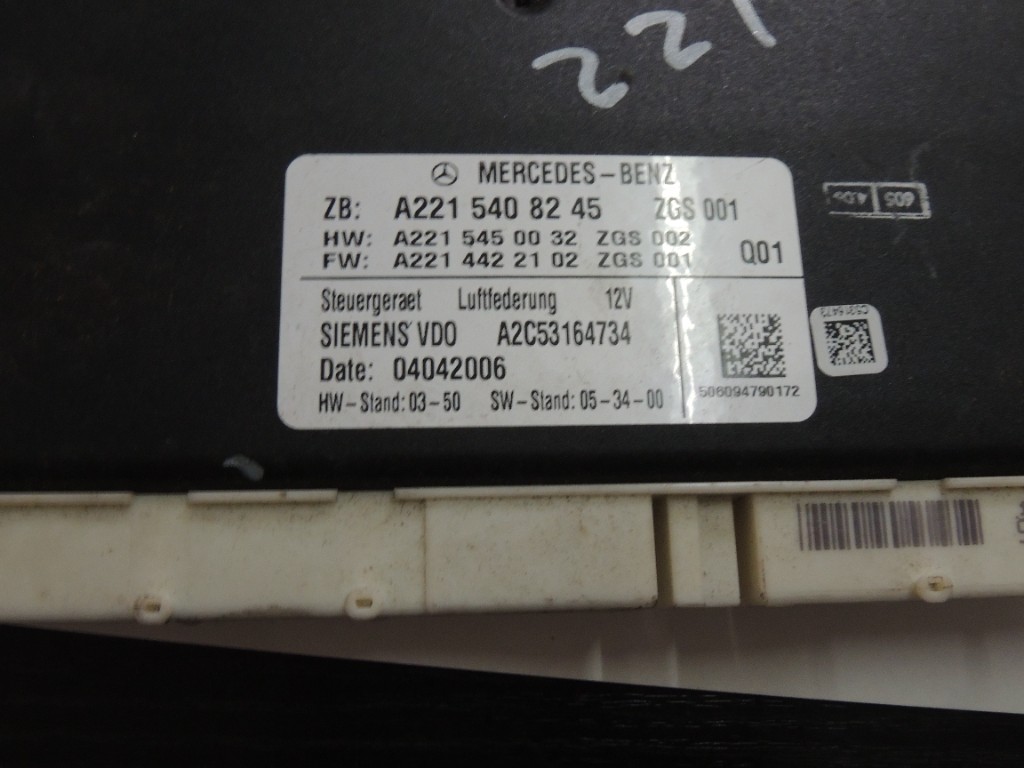 221
MERCEDES-BENZ
ZB: A221 540 82 45 ZGS 001
HW: A221 545 00 32 ZGS 002
FW: A221 442 21 02 ZGS 001
Q01
Steuergeraet Luftfederung 12V
SIEMENS VDO A2C53164734
Date: 04042006
HW-Stand: 03-50 SW-Stand: 05-34-00
506094790172
605